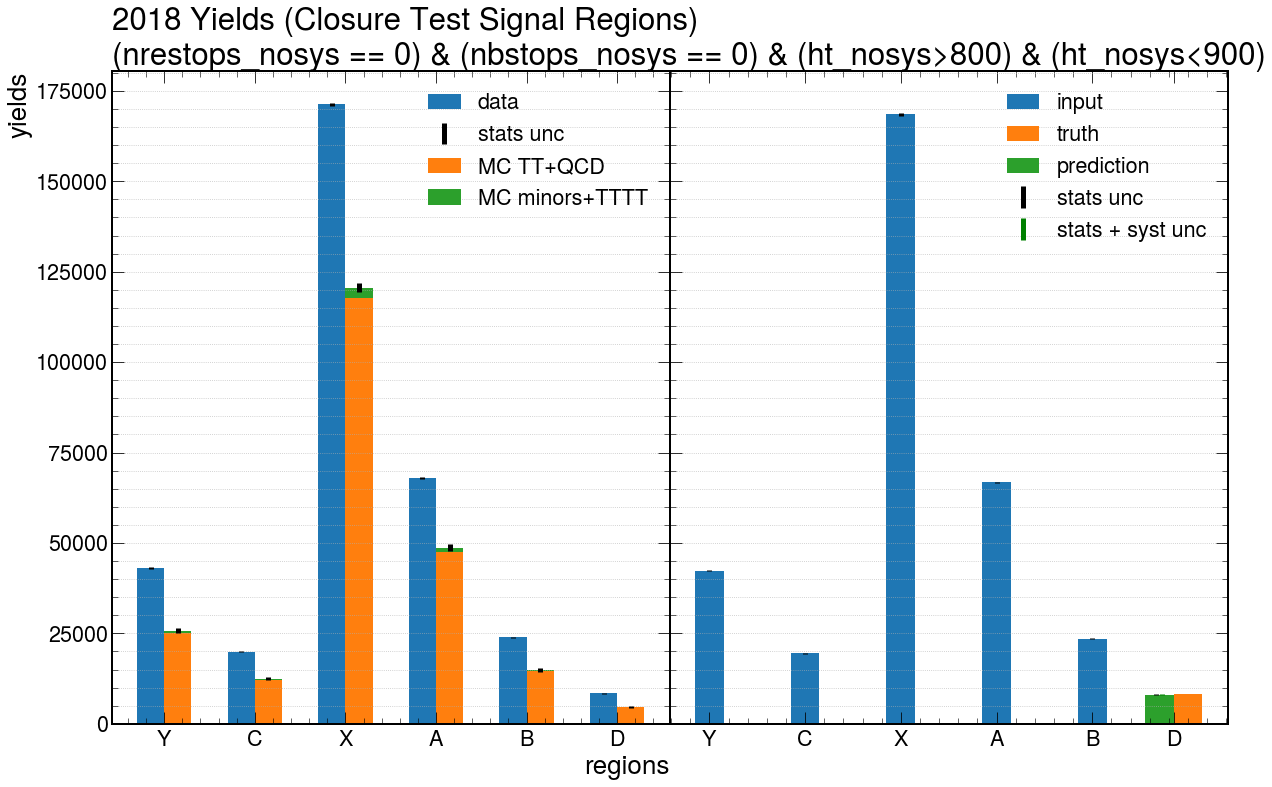 2018 Yields (Closure Test Signal Regions)
(nrestops_nosys == 0) & (nbstops_nosys == 0) & (ht_nosys>800) & (ht_nosys<900)
yields
175000
150000
125000
100000
75000
50000
25000
0
data
stats unc
MC TT+QCD
MC minors+TTTT
input
truth
prediction
stats unc
stats + syst unc
Y C X A B D
Y C X A B D
regions